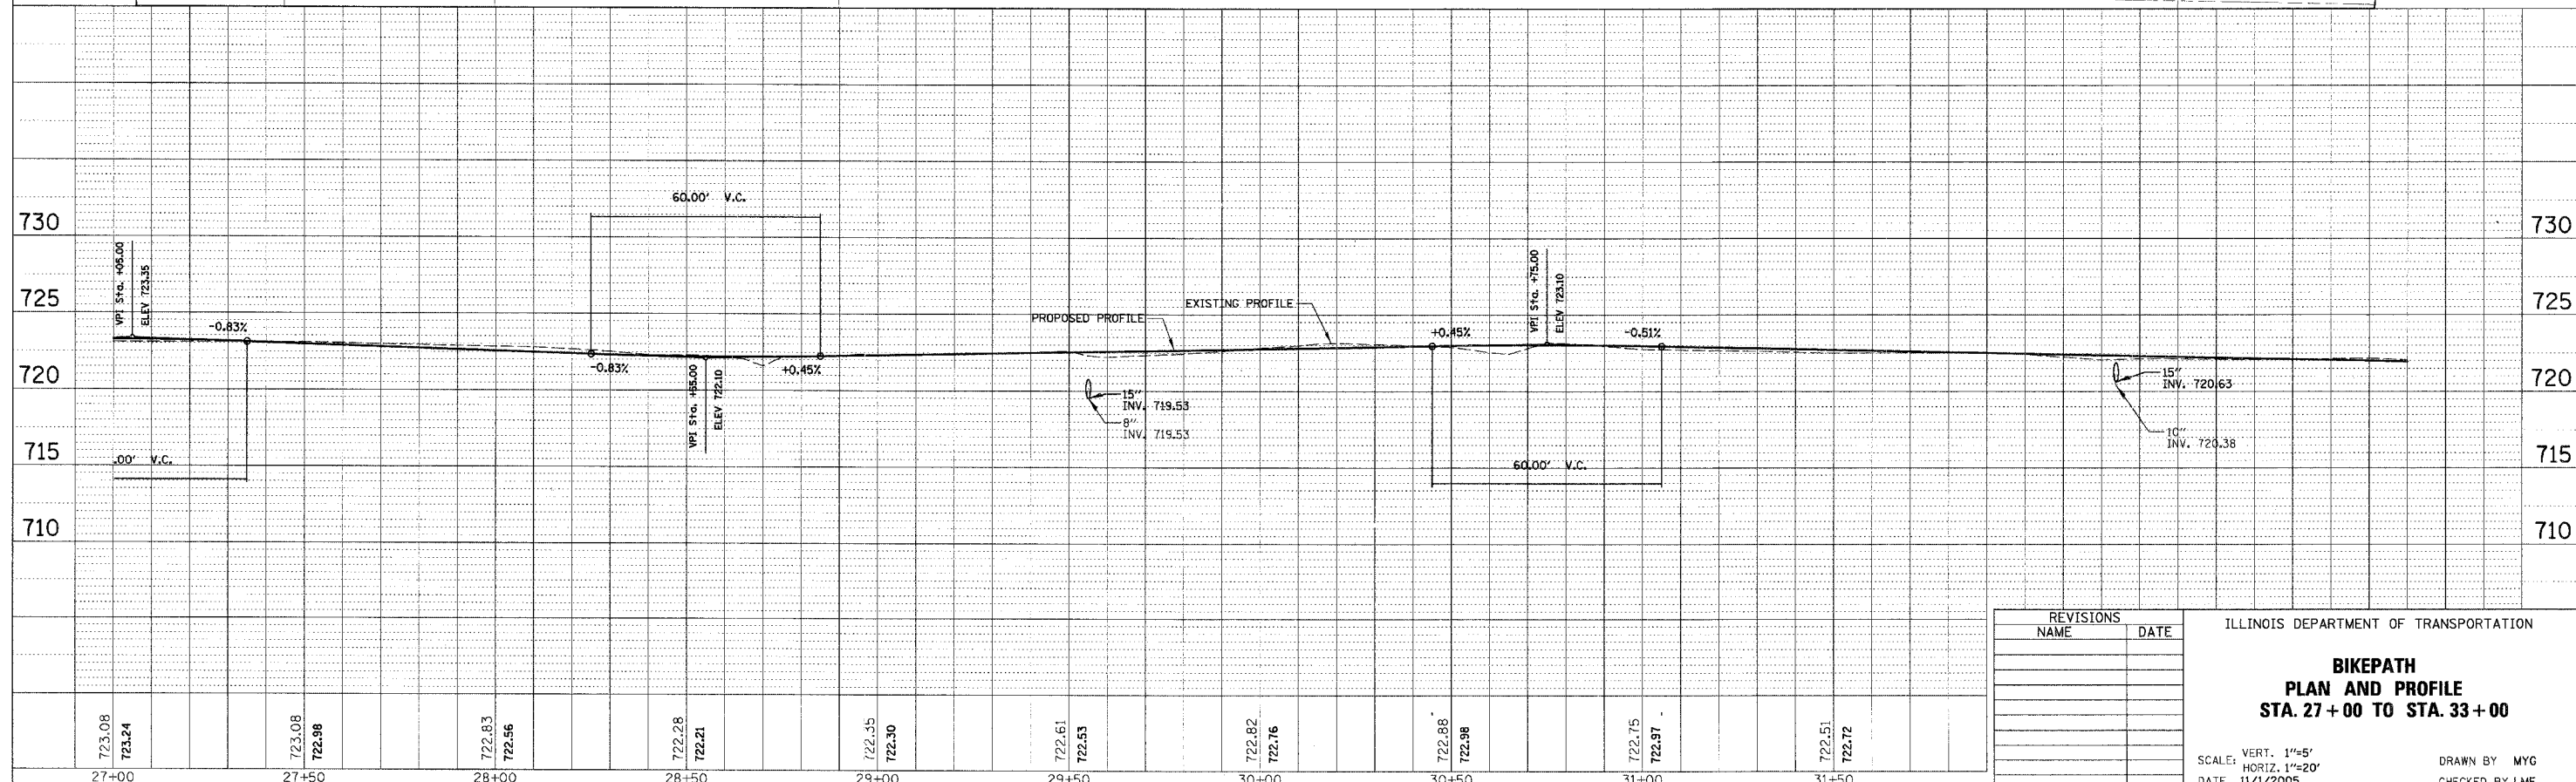 60.00' V.C.
730
730
VPI Sta. +05.00
ELEV 723.35
VPI Sta. +75.00
ELEV 723.10
725
725
EXISTING PROFILE
PROPOSED PROFILE
-0.83%
+0.45%
-0.51%
-0.83%
+0.45%
VPI Sta. +55.00
ELEV 722.10
720
720
15"
INV. 719.53
8"
INV. 719.53
15"
INV. 720.63
10"
INV. 720.38
715
715
.00' V.C.
60.00' V.C.
710
710
723.08
723.24
723.08
722.98
722.83
722.56
722.28
722.21
722.35
722.30
722.61
722.53
722.82
722.76
722.88
722.98
722.75
722.97
722.51
722.72
27+00 27+50 28+00 28+50 29+00 29+50 30+00 30+50 31+00 31+50
REVISIONS
NAME DATE
ILLINOIS DEPARTMENT OF TRANSPORTATION
BIKEPATH
PLAN AND PROFILE
STA. 27+00 TO STA. 33+00
SCALE: VERT. 1"=5'
HORIZ. 1"=20'
DRAWN BY MYG
DATE 11/1/2005
CHECKED BY LMF